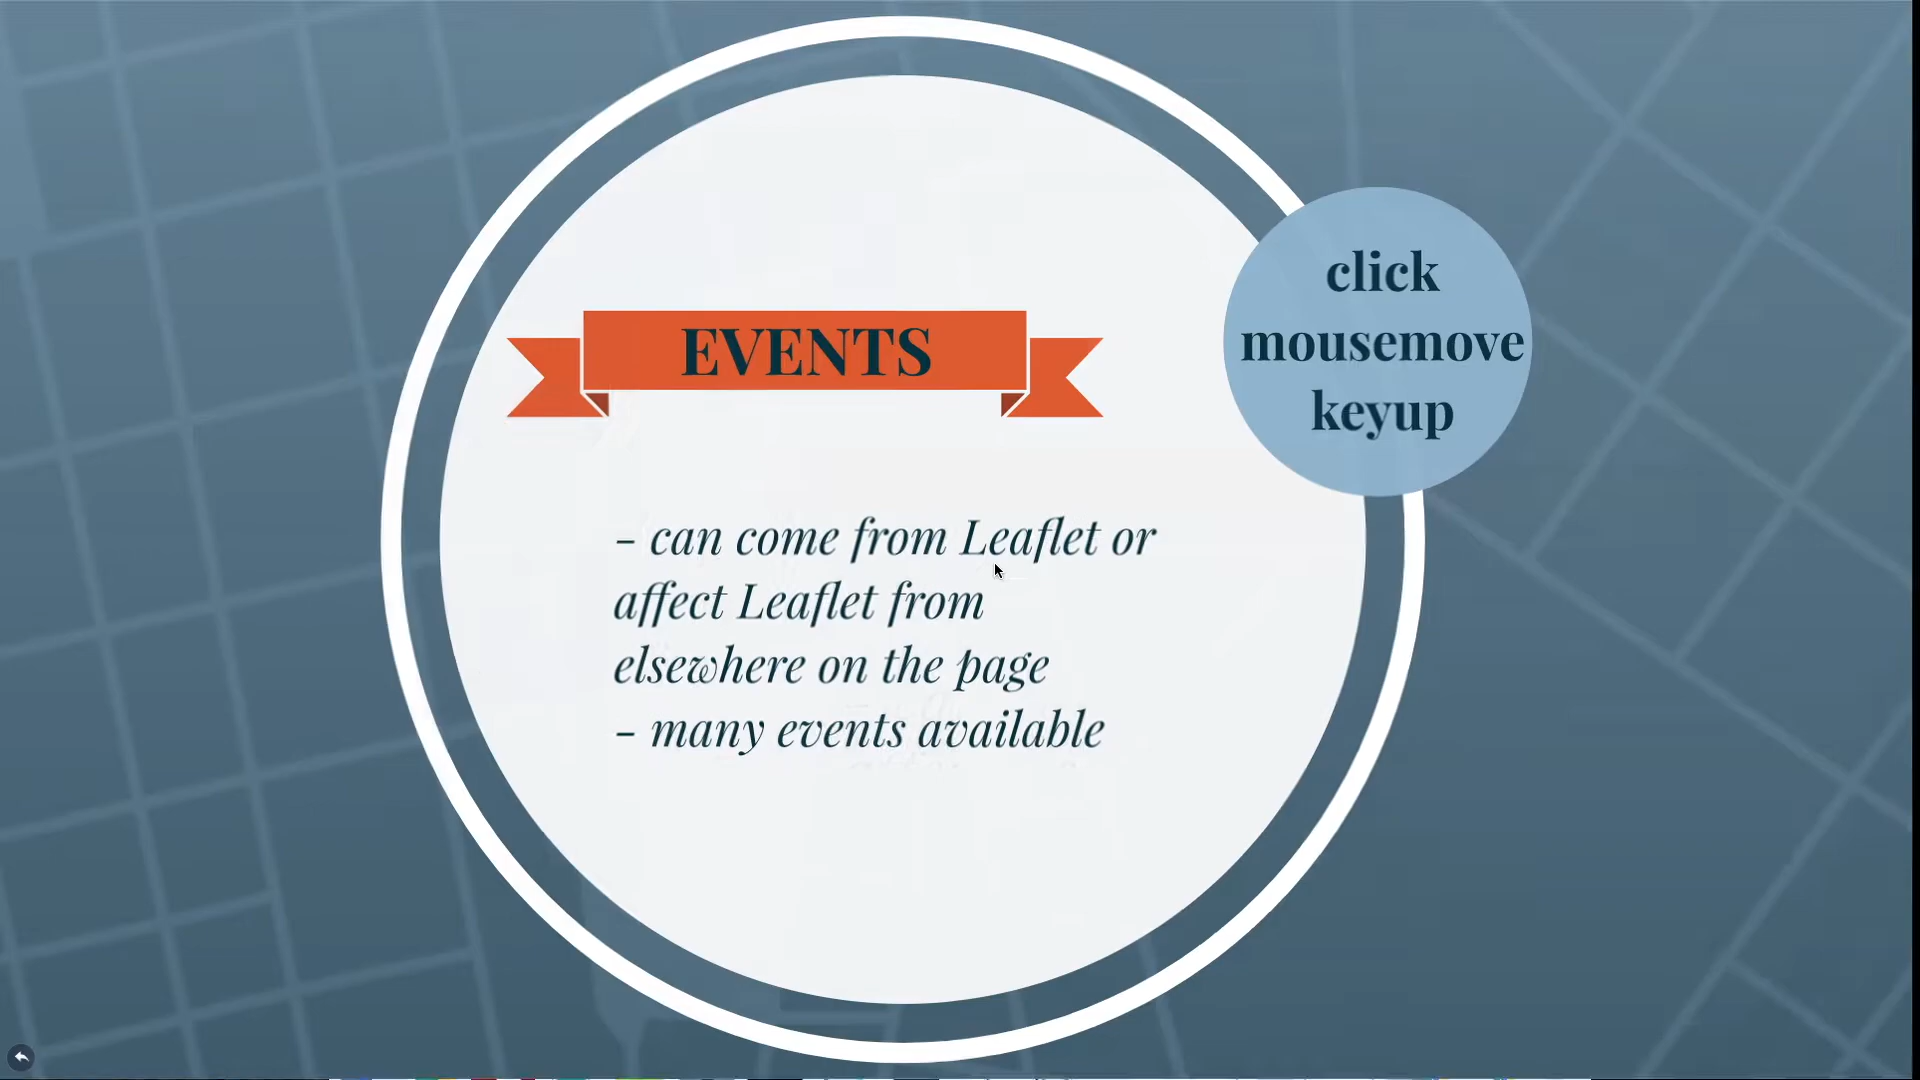 EVENTS
click
mousemove
keyup
- can come from Leaflet or
affect Leaflet from
elsewhere on the page
- many events available